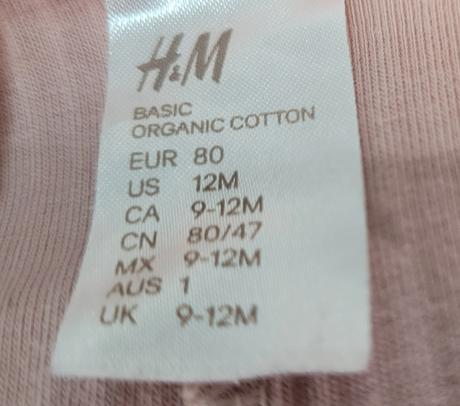 H&M
BASIC
ORGANIC COTTON
EUR 80
US 12M
CA 9-12M
CN 80/47
MX 9-12M
AUS 1
UK 9-12M